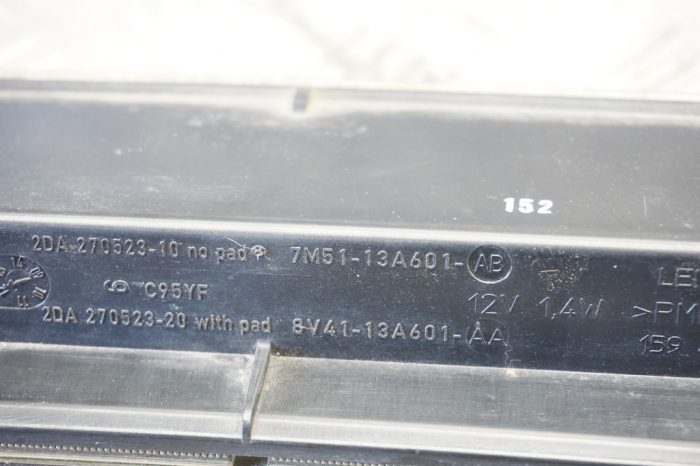 152
2DA 270523-10 no pad 7M51-13A601-AB
C95YF 12V 1,4W >PM
2DA 270523-20 with pad 8V41-13A601-AA 159